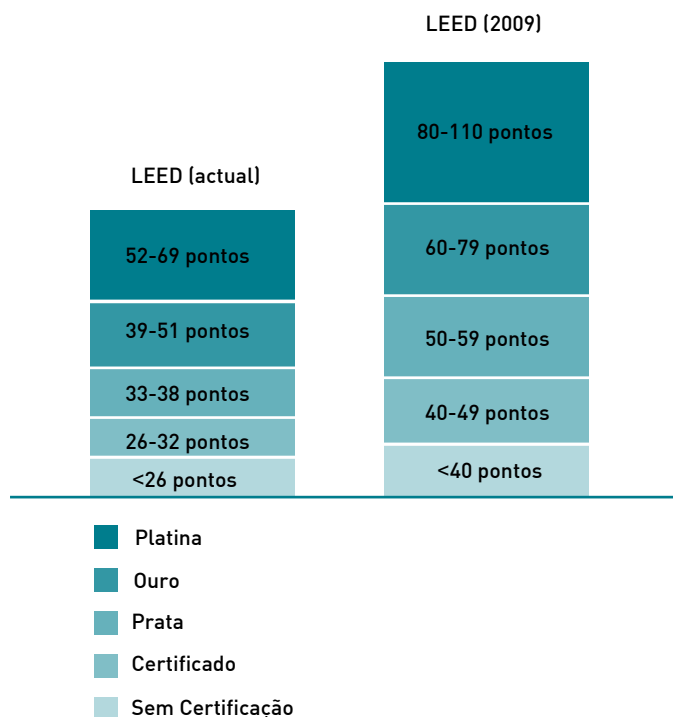 LEED (2009)
80-110 pontos
60-79 pontos
50-59 pontos
40-49 pontos
<40 pontos
LEED (actual)
52-69 pontos
39-51 pontos
33-38 pontos
26-32 pontos
<26 pontos
Platina
Ouro
Prata
Certificado
Sem Certificação